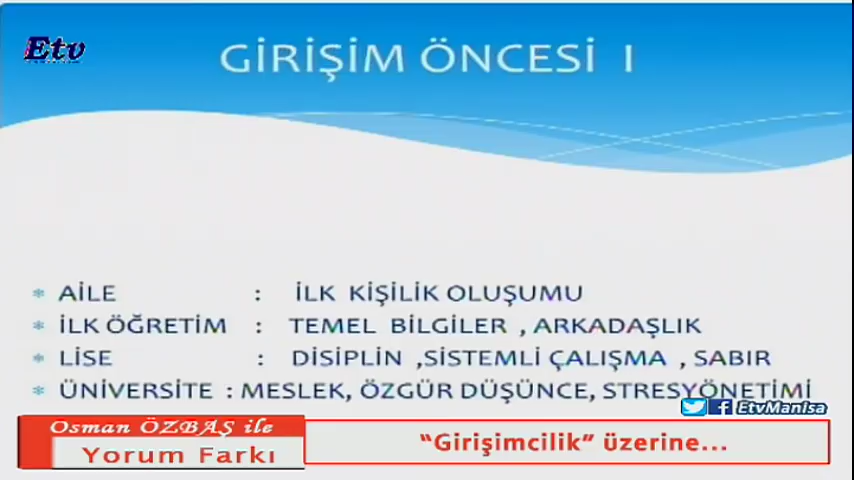 Etv
GİRİŞİM ÖNCESİ I
* AİLE : İLK KİŞİLİK OLUŞUMU
* İLK ÖĞRETİM : TEMEL BİLGİLER , ARKADAŞLIK
* LİSE : DİSİPLİN ,SİSTEMLİ ÇALIŞMA , SABIR
* ÜNİVERSİTE : MESLEK, ÖZGÜR DÜŞÜNCE, STRESYÖNETİMİ
EtvManisa
Osman ÖZBAŞ ile
Yorum Farkı
“Girişimcilik” üzerine...